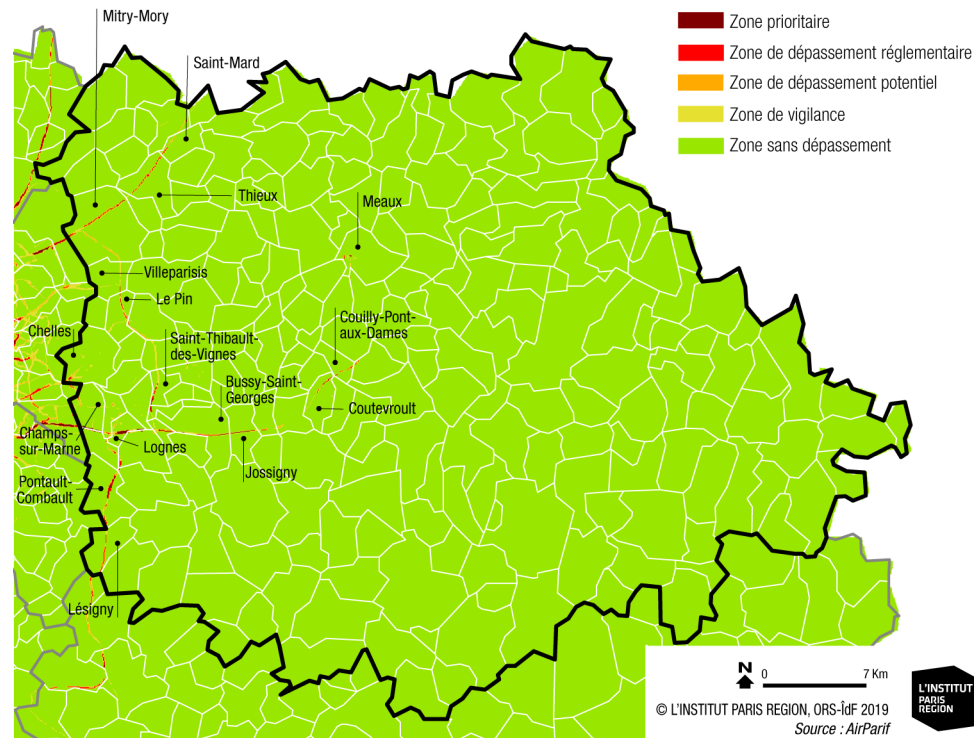 Mitry-Mory
Saint-Mard
Zone prioritaire
Zone de dépassement réglementaire
Zone de dépassement potentiel
Zone de vigilance
Zone sans dépassement
Thieux
Meaux
Villeparisis
Le Pin
Chelles
Saint-Thibault-
des-Vignes
Couilly-Pont-
aux-Dames
Bussy-Saint-
Georges
Coutevroult
Champs-
sur-Marne
Lognes
Jossigny
Pontault-
Combault
Lésigny
N
0
7 Km
© L'INSTITUT PARIS REGION, ORS-ÎdF 2019
Source : AirParif
L'INSTITUT
PARIS
REGION